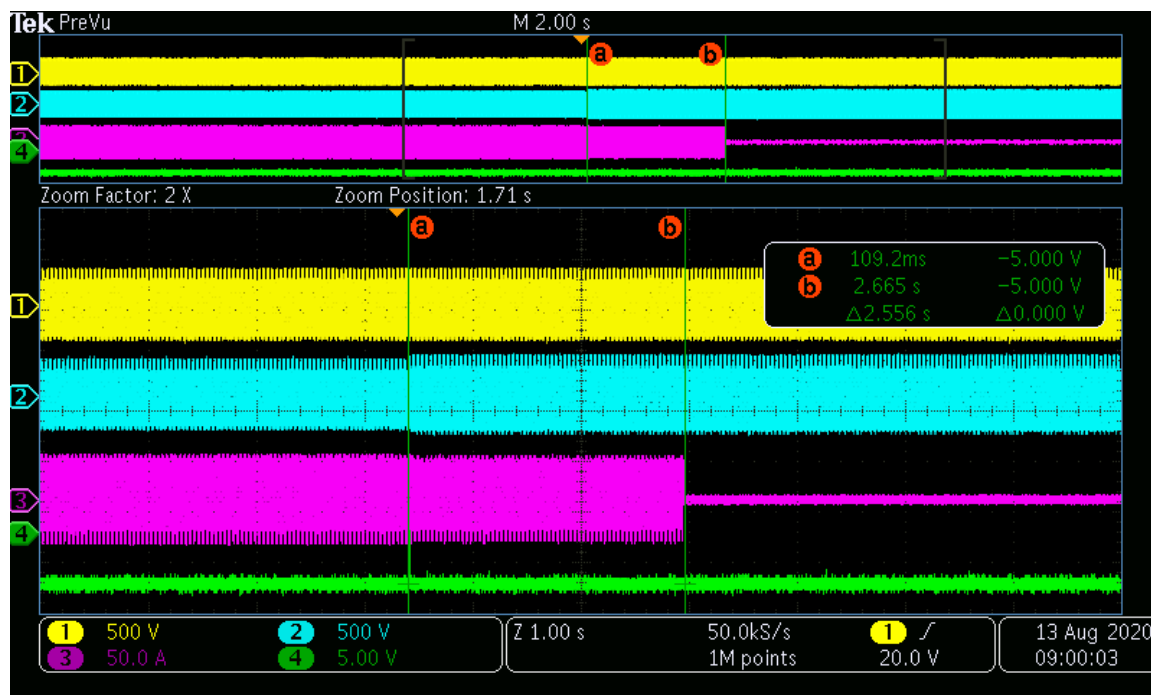 Tek PreVu M 2.00 s
a b
1
2
3
4
Zoom Factor: 2 X Zoom Position: 1.71 s
a b
a 109.2ms −5.000 V
b 2.665 s −5.000 V
△2.556 s △0.000 V
1
2
3
4
1 500 V 2 500 V Z 1.00 s 50.0kS/s 1 ∫ 13 Aug 2020
3 50.0 A 4 5.00 V 1M points 20.0 V 09:00:03